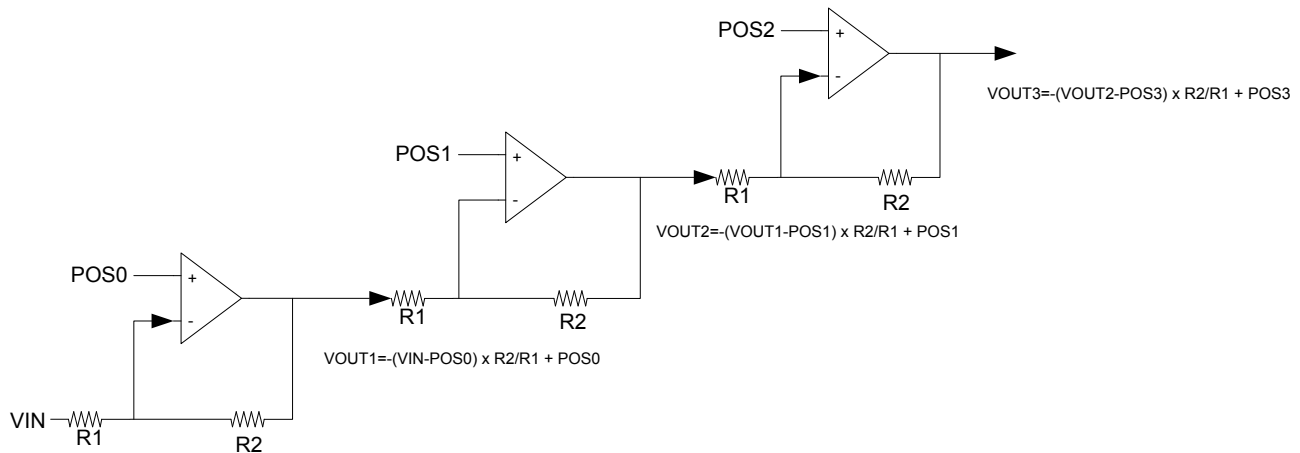 POS2
+
-
VOUT3=-(VOUT2-POS3) x R2/R1 + POS3
R1
R2
POS1
+
-
VOUT2=-(VOUT1-POS1) x R2/R1 + POS1
R1
R2
POS0
+
-
VOUT1=-(VIN-POS0) x R2/R1 + POS0
VIN
R1
R2